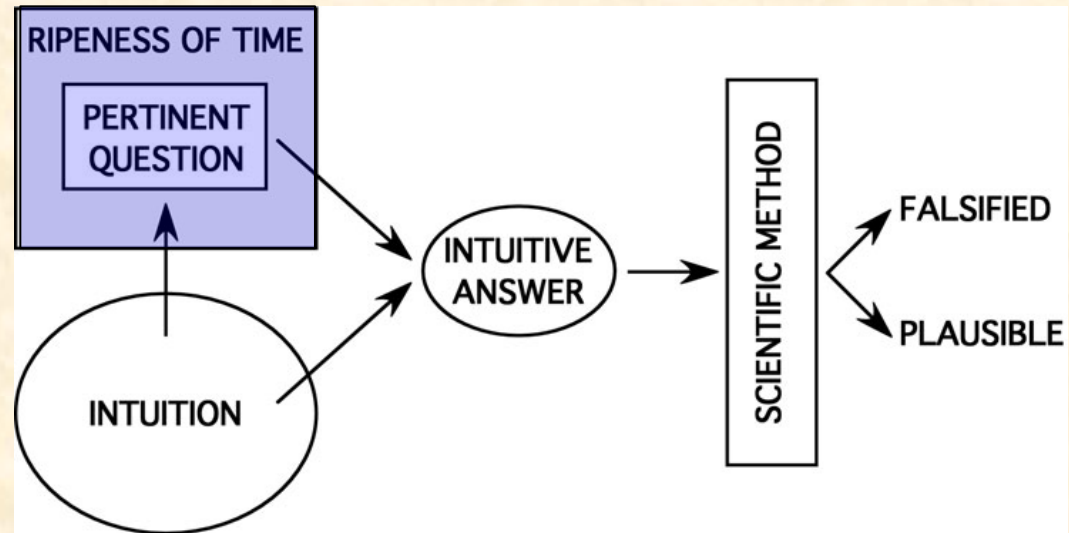 RIPENESS OF TIME
PERTINENT
QUESTION
INTUITION
INTUITIVE
ANSWER
SCIENTIFIC METHOD
FALSIFIED
PLAUSIBLE